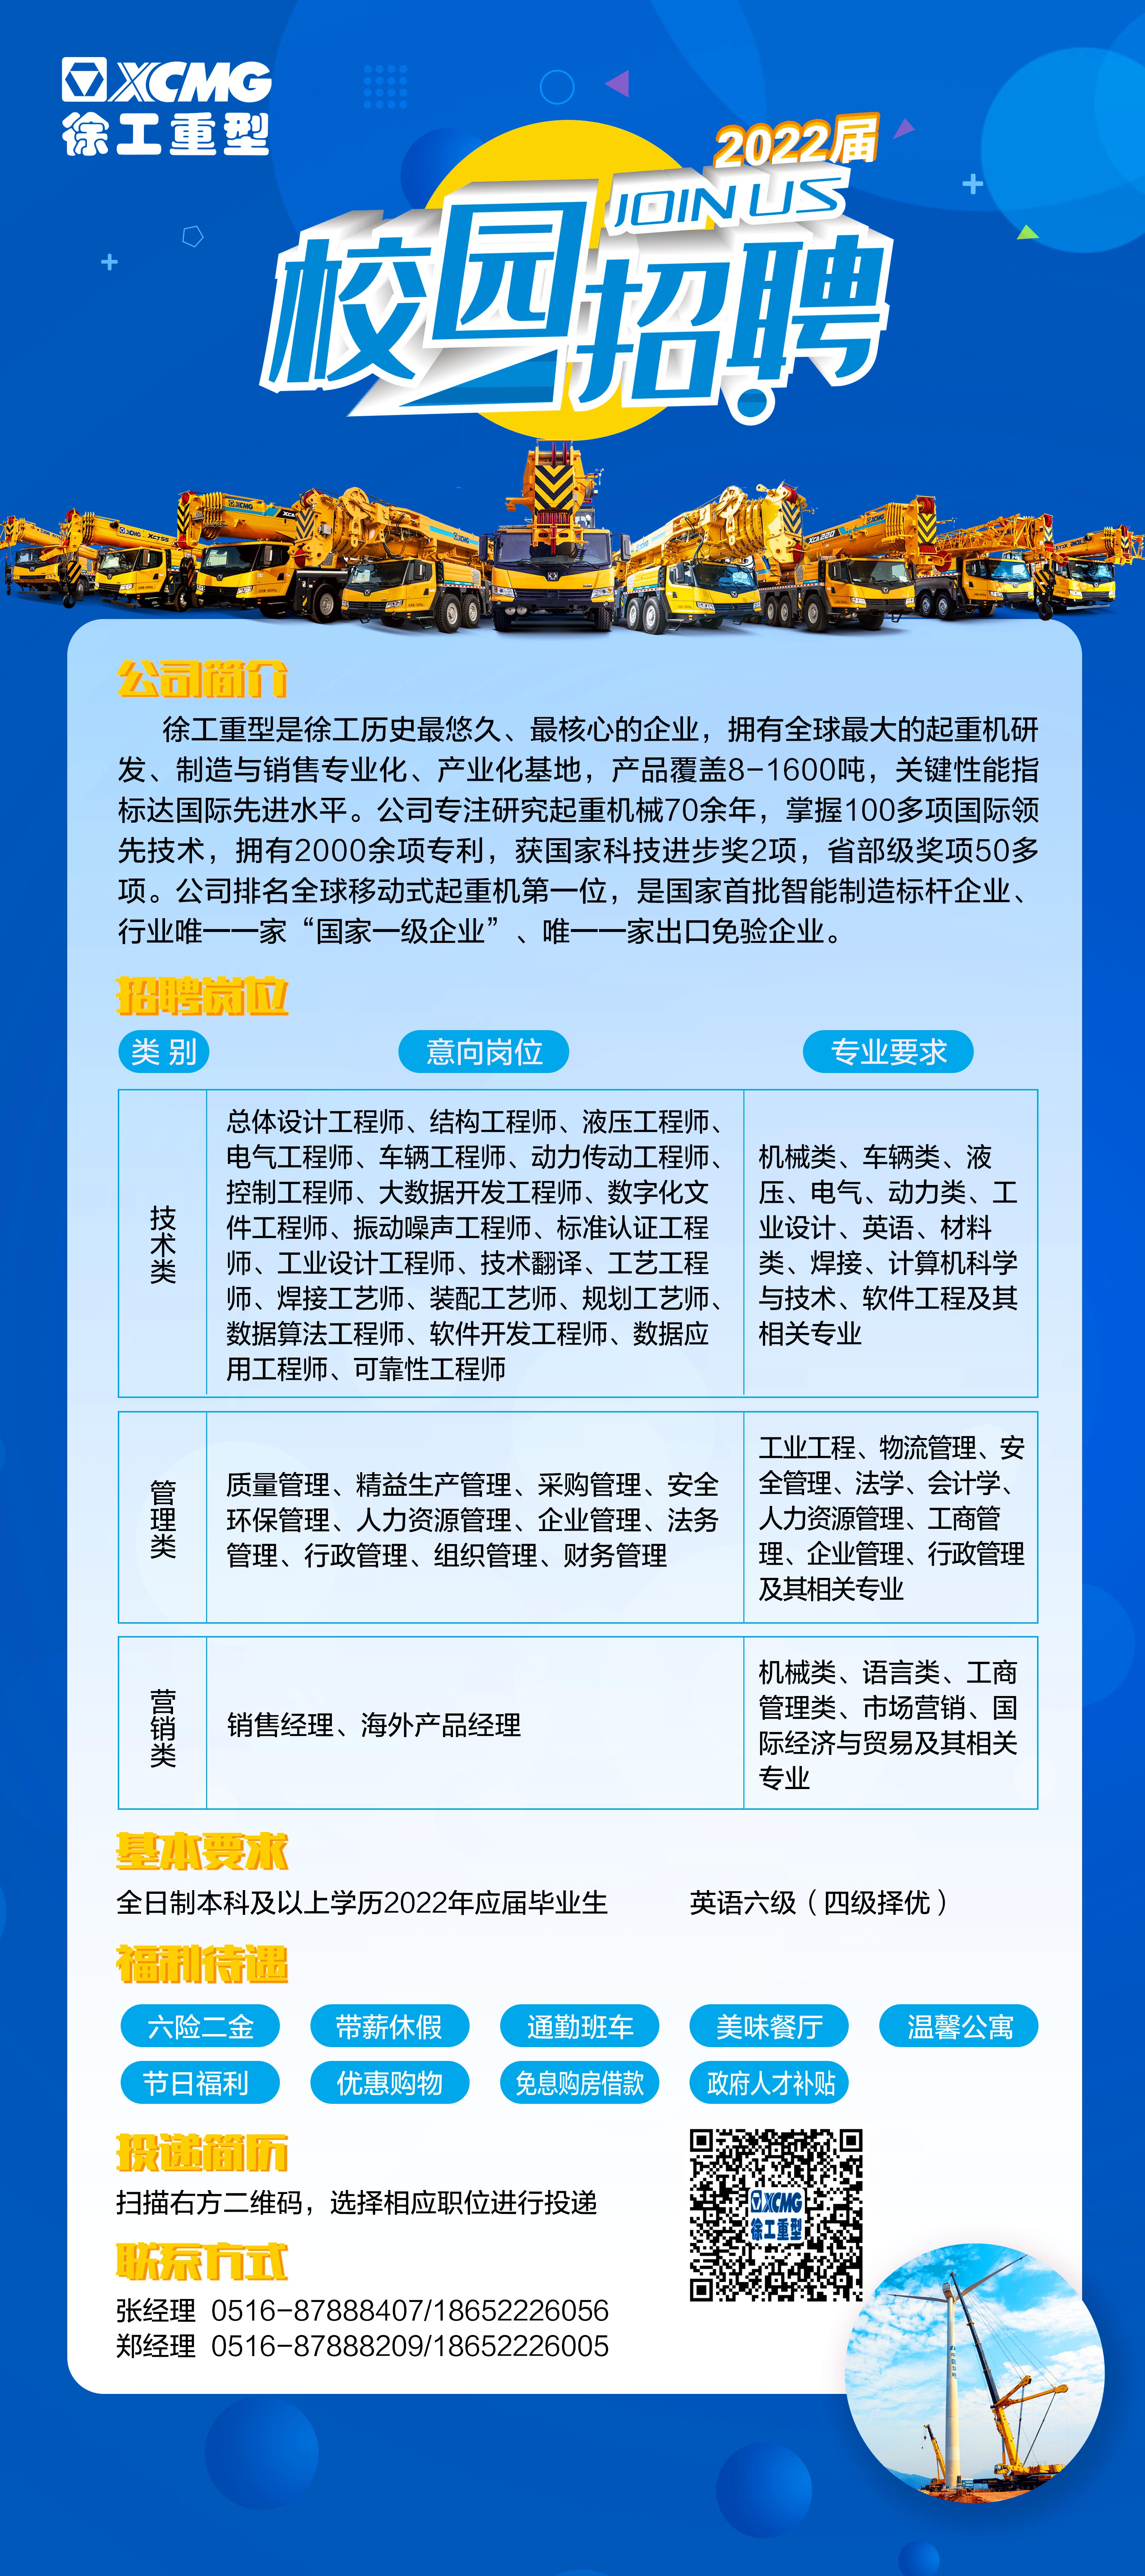 XCMG
徐工重型
2022届
JOIN US
校园招聘
XCMG
XCT55
XCMG
XCMG
XCA220
公司简介
徐工重型是徐工历史最悠久、最核心的企业，拥有全球最大的起重机研
发、制造与销售专业化、产业化基地，产品覆盖8-1600吨，关键性能指
标达国际先进水平。公司专注研究起重机械70余年，掌握100多项国际领
先技术，拥有2000余项专利，获国家科技进步奖2项，省部级奖项50多
项。公司排名全球移动式起重机第一位，是国家首批智能制造标杆企业、
行业唯一一家“国家一级企业”、唯一一家出口免验企业。
招聘岗位
类 别
意向岗位
专业要求
技术类
总体设计工程师、结构工程师、液压工程师、
电气工程师、车辆工程师、动力传动工程师、
控制工程师、大数据开发工程师、数字化文
件工程师、振动噪声工程师、标准认证工程
师、工业设计工程师、技术翻译、工艺工程
师、焊接工艺师、装配工艺师、规划工艺师、
数据算法工程师、软件开发工程师、数据应
用工程师、可靠性工程师
机械类、车辆类、液
压、电气、动力类、工
业设计、英语、材料
类、焊接、计算机科学
与技术、软件工程及其
相关专业
管理类
质量管理、精益生产管理、采购管理、安全
环保管理、人力资源管理、企业管理、法务
管理、行政管理、组织管理、财务管理
工业工程、物流管理、安
全管理、法学、会计学、
人力资源管理、工商管
理、企业管理、行政管理
及其相关专业
营销类
销售经理、海外产品经理
机械类、语言类、工商
管理类、市场营销、国
际经济与贸易及其相关
专业
基本要求
全日制本科及以上学历2022年应届毕业生
英语六级（四级择优）
福利待遇
六险二金
带薪休假
通勤班车
美味餐厅
温馨公寓
节日福利
优惠购物
免息购房借款
政府人才补贴
投递简历
扫描右方二维码，选择相应职位进行投递
XCMG
徐工重型
联系方式
张经理 0516-87888407/18652226056
郑经理 0516-87888209/18652226005